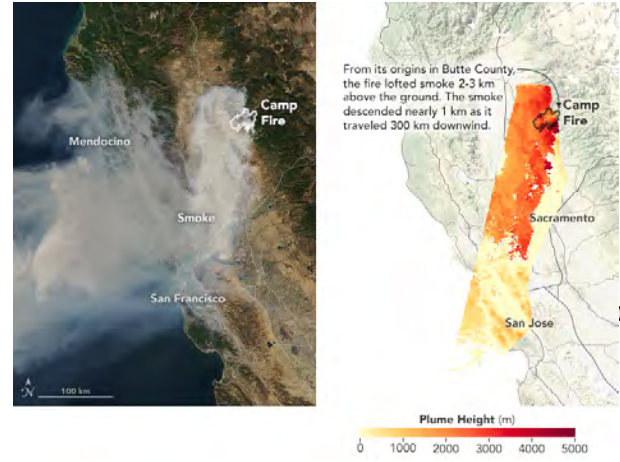 Camp
Fire
Mendocino
Smoke
San Francisco
N
100 km
From its origins in Butte County,
the fire lofted smoke 2-3 km
above the ground. The smoke
descended nearly 1 km as it
traveled 300 km downwind.
Camp
Fire
Sacramento
San Jose
Plume Height (m)
0 1000 2000 3000 4000 5000